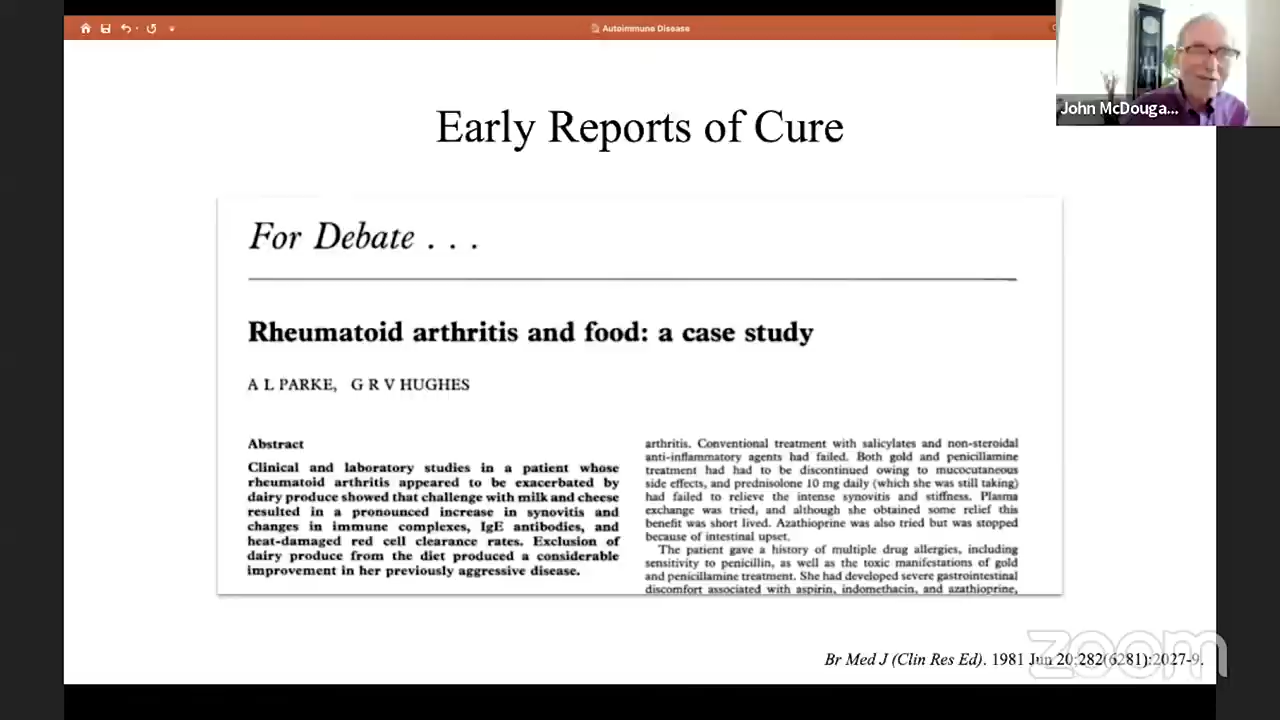 Autoimmune Disease
John McDouga...
Early Reports of Cure
For Debate . . .
Rheumatoid arthritis and food: a case study
A L PARKE, G R V HUGHES
Abstract
Clinical and laboratory studies in a patient whose
rheumatoid arthritis appeared to be exacerbated by
dairy produce showed that challenge with milk and cheese
resulted in a pronounced increase in synovitis and
changes in immune complexes, IgE antibodies, and
heat-damaged red cell clearance rates. Exclusion of
dairy produce from the diet produced a considerable
improvement in her previously aggressive disease.
arthritis. Conventional treatment with salicylates and non-steroidal
anti-inflammatory agents had failed. Both gold and penicillamine
treatment had had to be discontinued owing to mucocutaneous
side effects, and prednisolone 10 mg daily (which she was still taking)
had failed to relieve the intense synovitis and stiffness. Plasma
exchange was tried, and although she obtained some relief this
benefit was short lived. Azathioprine was also tried but was stopped
because of intestinal upset.
The patient gave a history of multiple drug allergies, including
sensitivity to penicillin, as well as the toxic manifestations of gold
and penicillamine treatment. She had developed severe gastrointestinal
discomfort associated with aspirin, indomethacin, and azathioprine,
Br Med J (Clin Res Ed). 1981 Jun 20;282(6281):2027-9.
zoom